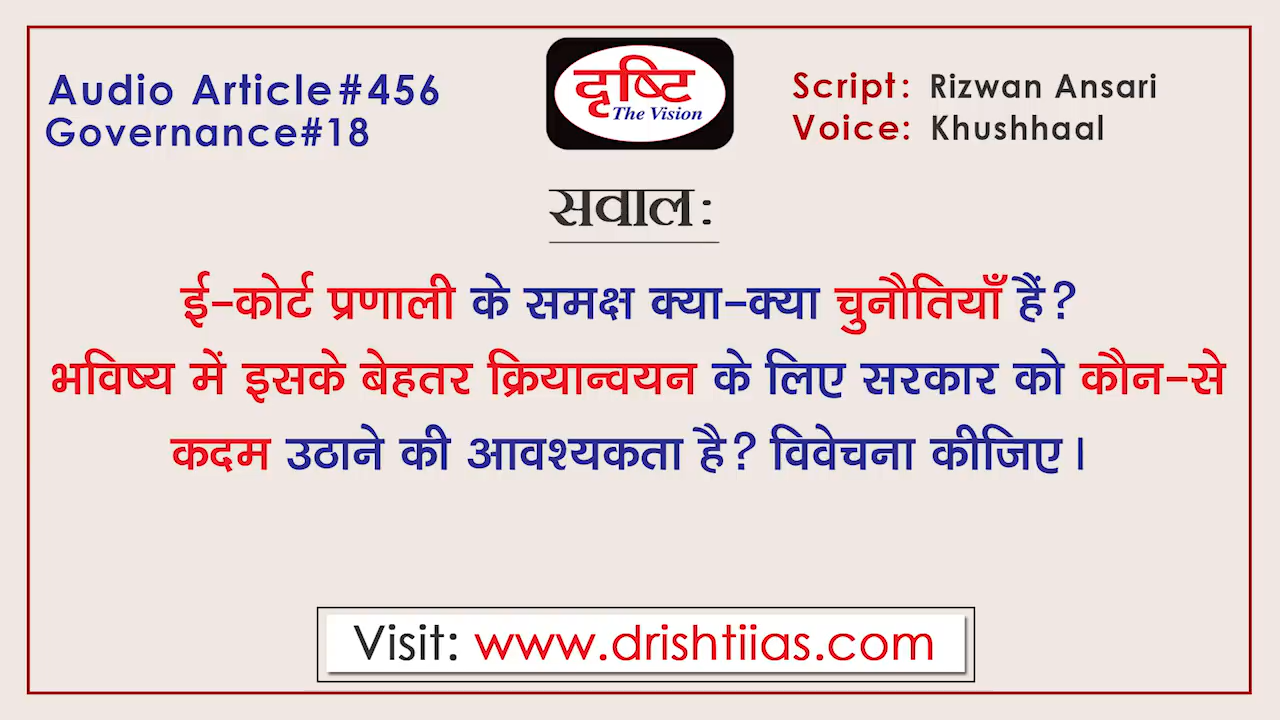 Audio Article#456
Governance#18
दृष्टि
The Vision
Script: Rizwan Ansari
Voice: Khushhaal
सवाल:
ई-कोर्ट प्रणाली के समक्ष क्या-क्या चुनौतियाँ हैं?
भविष्य में इसके बेहतर क्रियान्वयन के लिए सरकार को कौन-से
कदम उठाने की आवश्यकता है? विवेचना कीजिए।
Visit: www.drishtiias.com